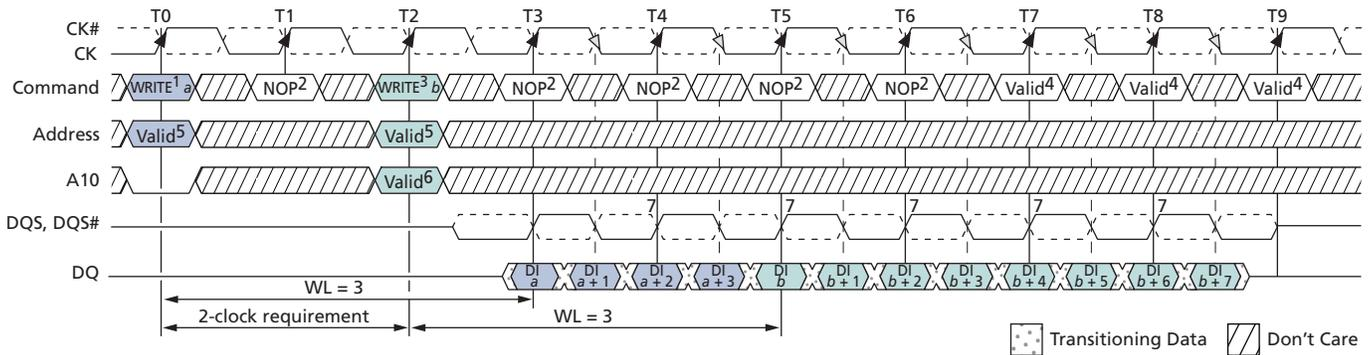 T0 T1 T2 T3 T4 T5 T6 T7 T8 T9
CK#
CK
Command WRITE1 a NOP2 WRITE3 b NOP2 NOP2 NOP2 NOP2 Valid4 Valid4 Valid4
Address Valid5 Valid5
A10 Valid6
7 7 7 7 7
DQS, DQS#
DQ DI a DI a + 1 DI a + 2 DI a + 3 DI b DI b + 1 DI b + 2 DI b + 3 DI b + 4 DI b + 5 DI b + 6 DI b + 7
WL = 3
2-clock requirement WL = 3
Transitioning Data Don't Care